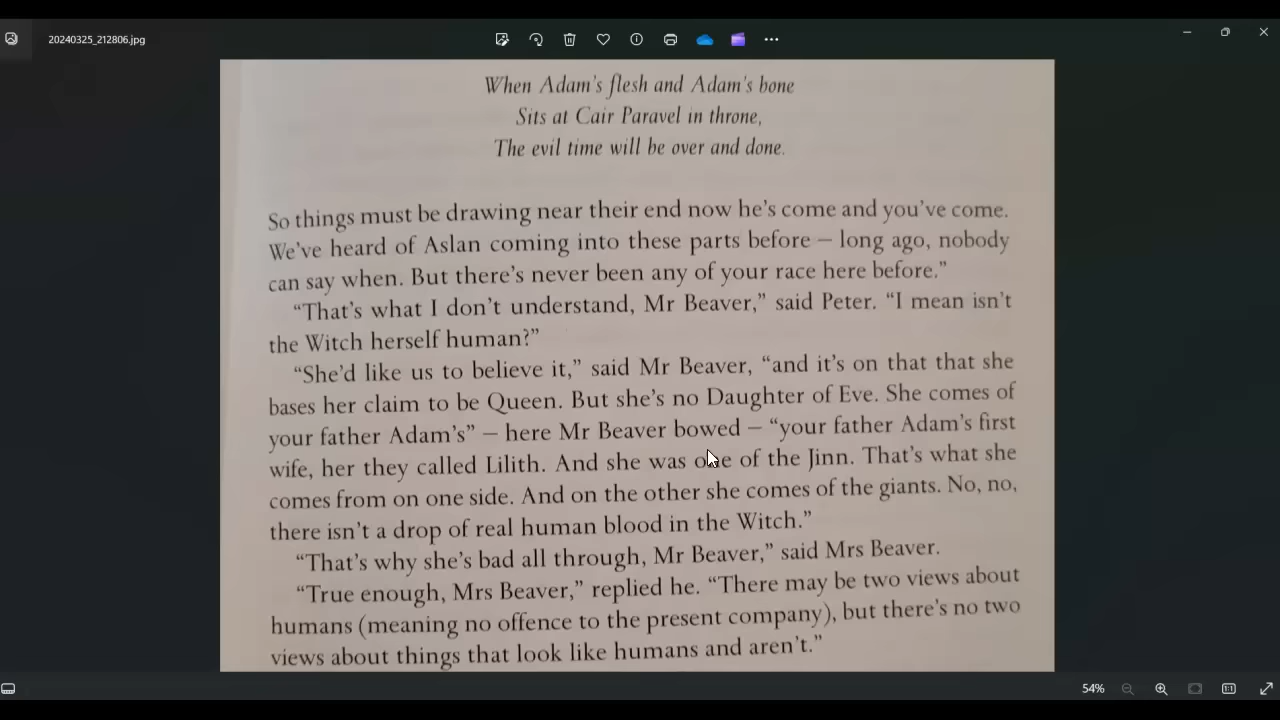 20240325_212806.jpg
When Adam's flesh and Adam's bone
Sits at Cair Paravel in throne,
The evil time will be over and done.
So things must be drawing near their end now he's come and you've come.
We've heard of Aslan coming into these parts before – long ago, nobody
can say when. But there's never been any of your race here before."
"That's what I don't understand, Mr Beaver," said Peter. "I mean isn't
the Witch herself human?"
"She'd like us to believe it," said Mr Beaver, "and it's on that that she
bases her claim to be Queen. But she's no Daughter of Eve. She comes of
your father Adam's" – here Mr Beaver bowed – "your father Adam's first
wife, her they called Lilith. And she was one of the Jinn. That's what she
comes from on one side. And on the other she comes of the giants. No, no,
there isn't a drop of real human blood in the Witch."
"That's why she's bad all through, Mr Beaver," said Mrs Beaver.
"True enough, Mrs Beaver," replied he. "There may be two views about
humans (meaning no offence to the present company), but there's no two
views about things that look like humans and aren't."
54%
1:1